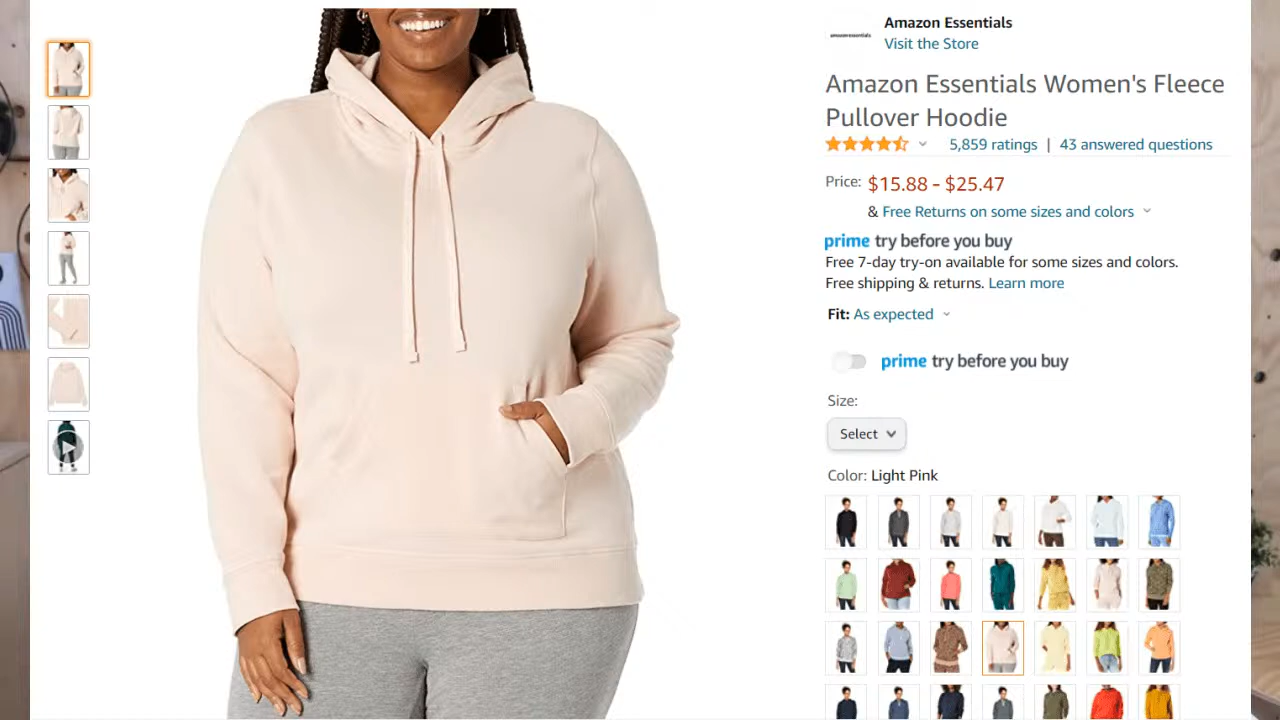 Amazon Essentials
amazon essentials
Visit the Store
Amazon Essentials Women's Fleece
Pullover Hoodie
5,859 ratings | 43 answered questions
Price: $15.88 - $25.47
& Free Returns on some sizes and colors
prime try before you buy
Free 7-day try-on available for some sizes and colors.
Free shipping & returns. Learn more
Fit: As expected
prime try before you buy
Size:
Select
Color: Light Pink